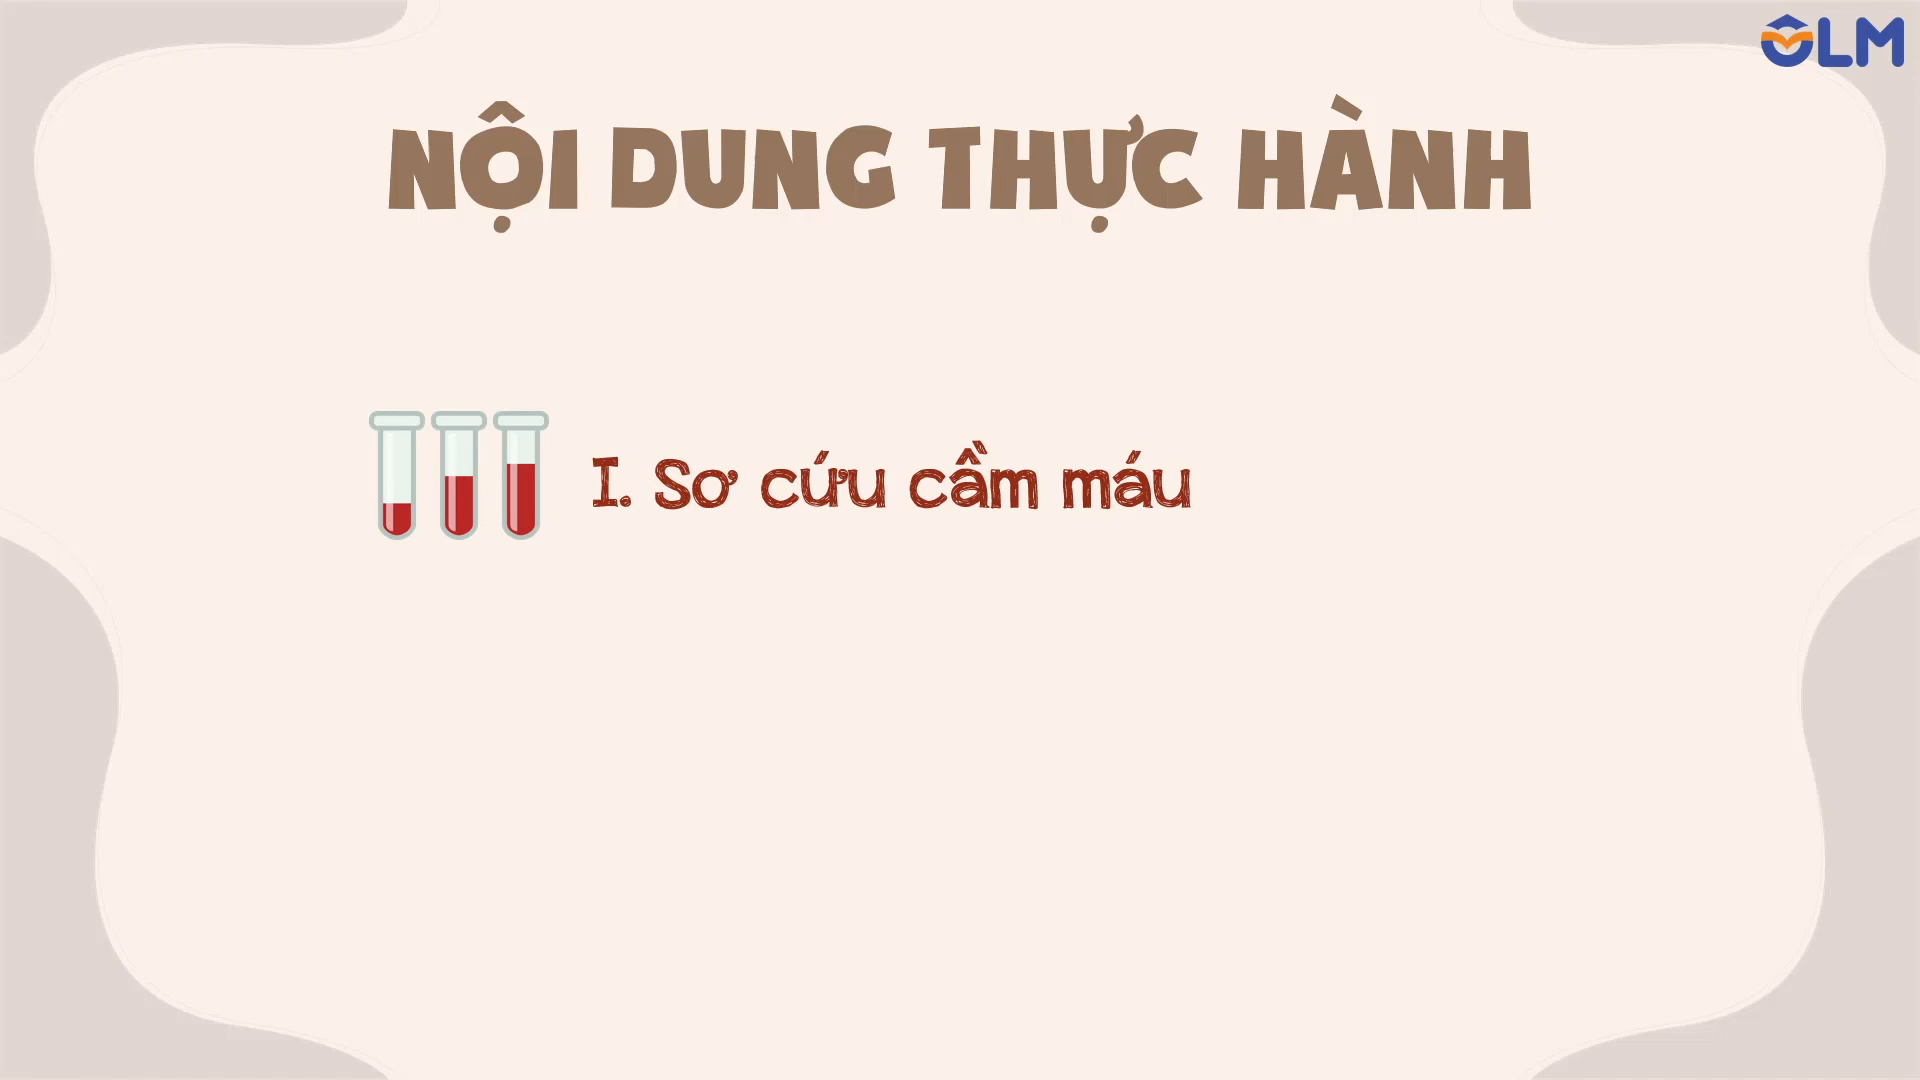 OLM
NỘI DUNG THỰC HÀNH
I. Sơ cứu cầm máu